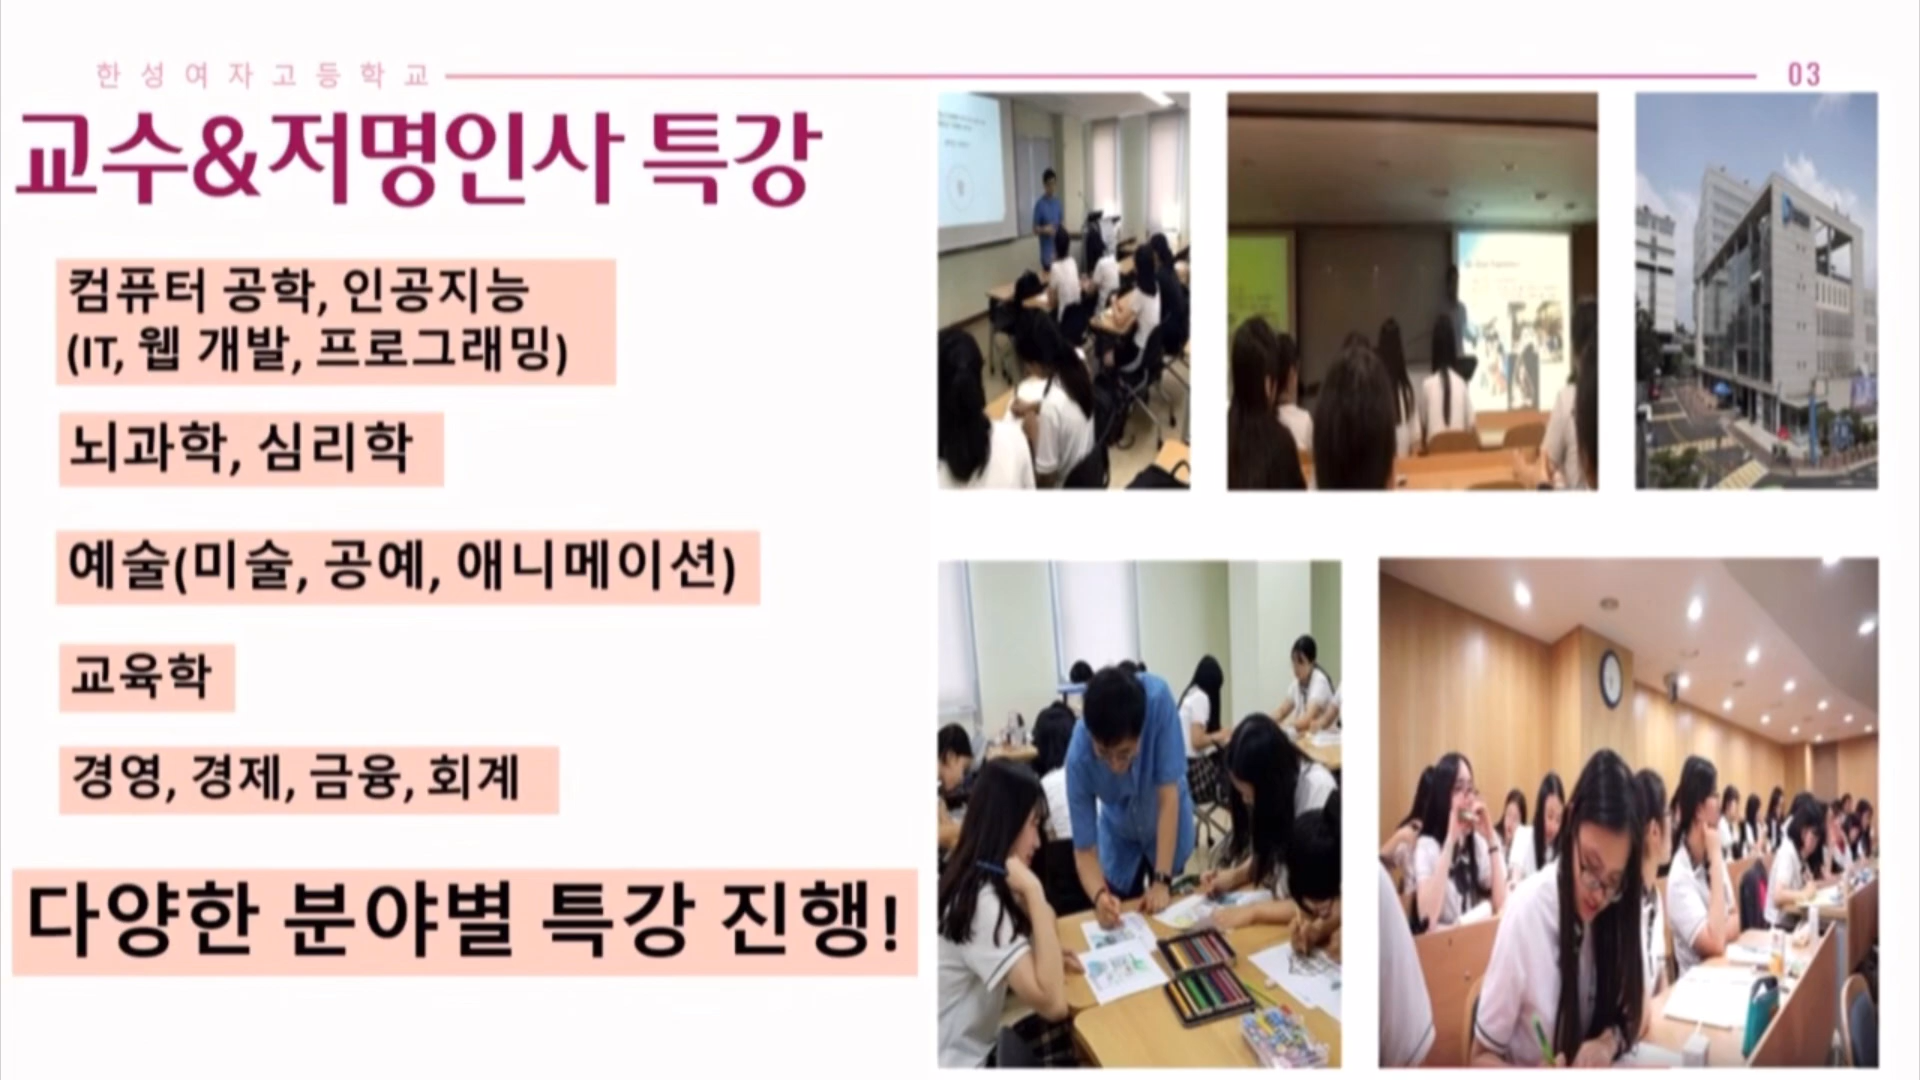 한성여자고등학교
03
교수&저명인사 특강
컴퓨터 공학, 인공지능
(IT, 웹 개발, 프로그래밍)
뇌과학, 심리학
예술(미술, 공예, 애니메이션)
교육학
경영, 경제, 금융, 회계
다양한 분야별 특강 진행!